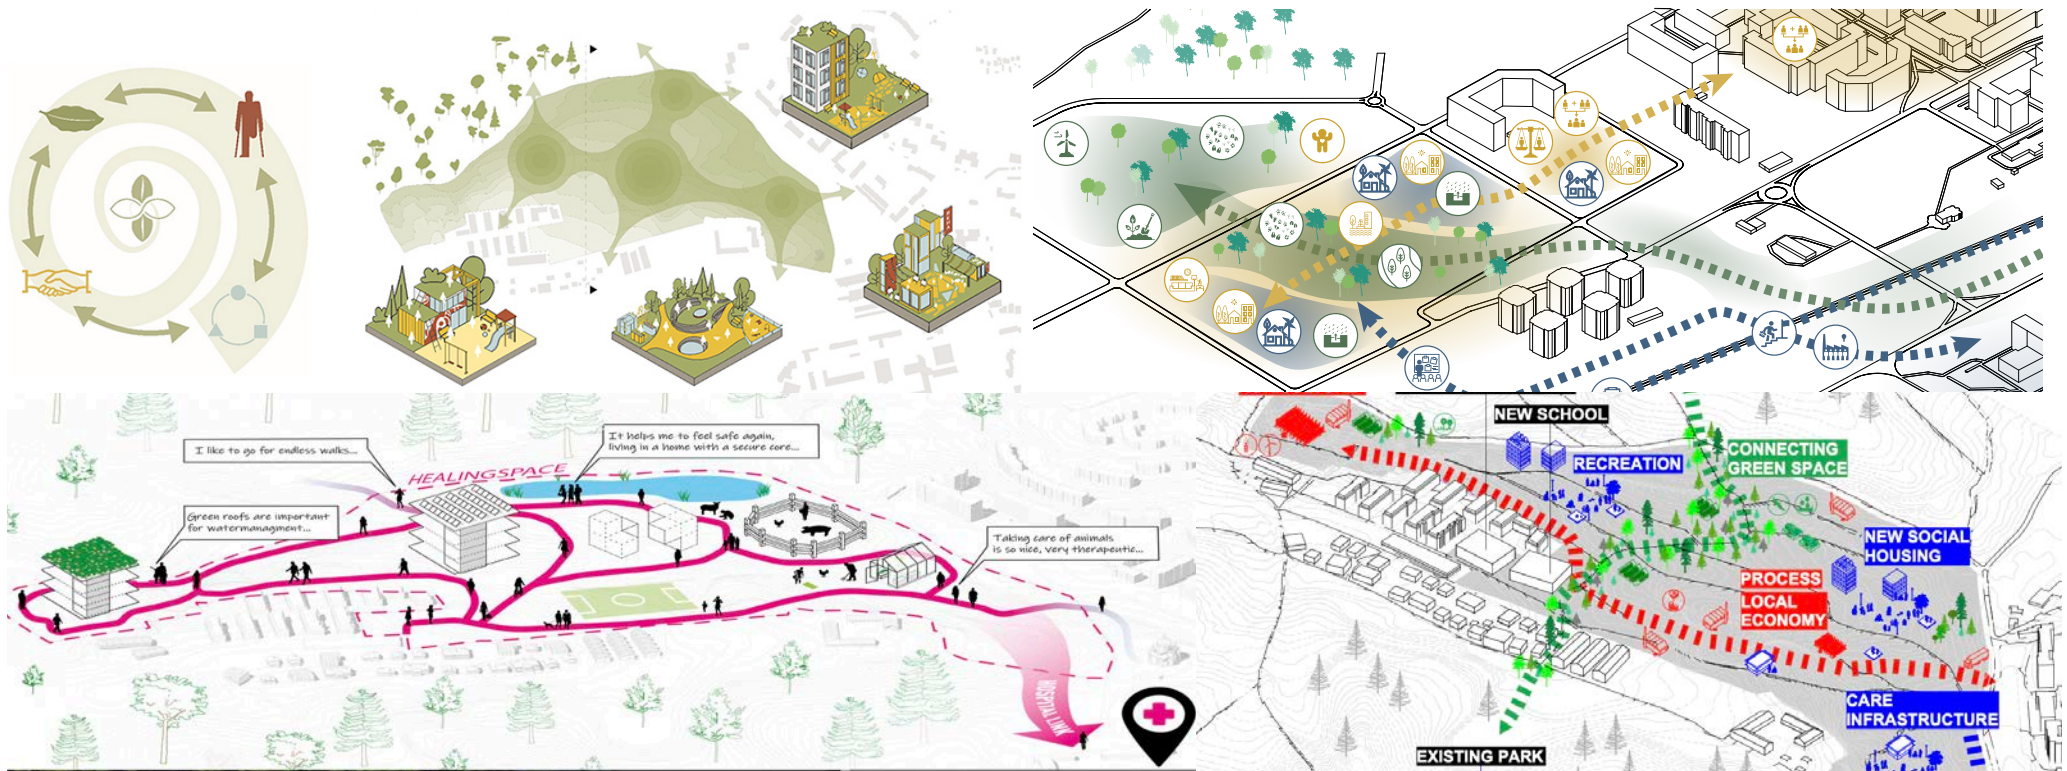 I like to go for endless walks...
It helps me to feel safe again,
living in a home with a secure core...
HEALINGSPACE
Green roofs are important
for watermanagment...
Taking care of animals
is so nice, very therapeutic...
HOSPITAL LINK
NEW SCHOOL
RECREATION
CONNECTING
GREEN SPACE
NEW SOCIAL
HOUSING
PROCESS
LOCAL
ECONOMY
CARE
INFRASTRUCTURE
EXISTING PARK